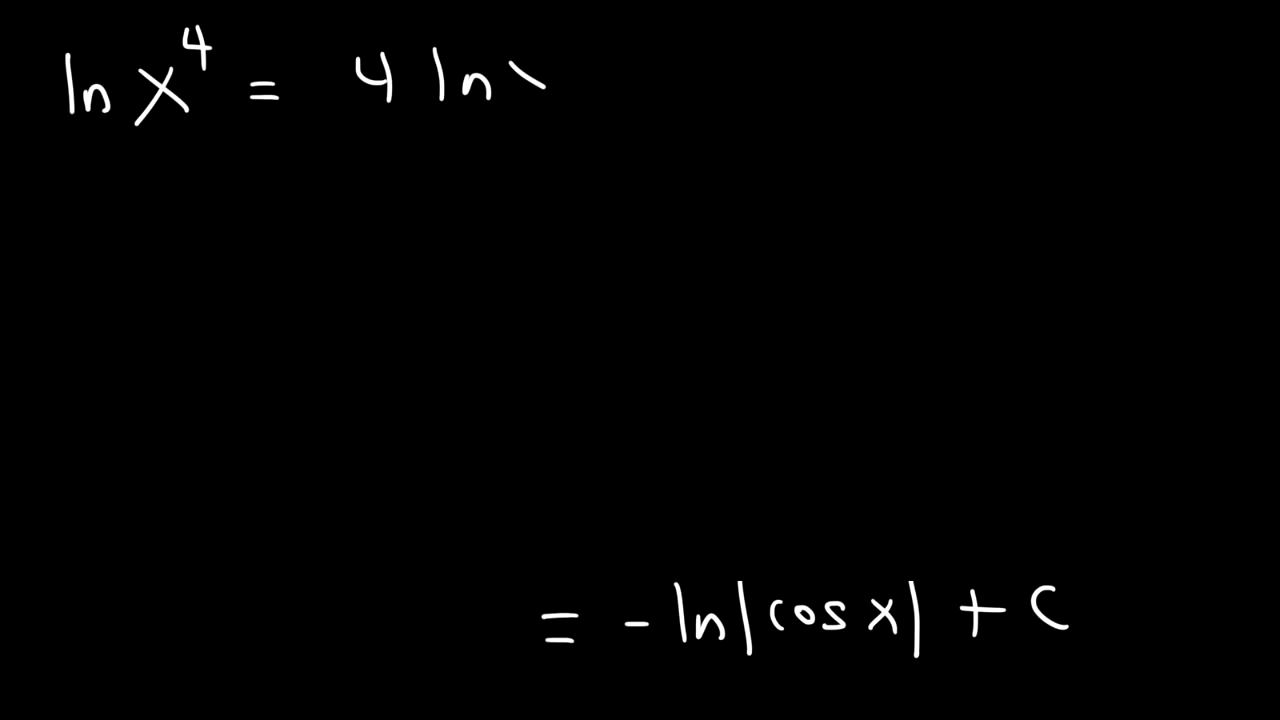 ln x⁴ = 4 ln
= - ln |cos x| + c